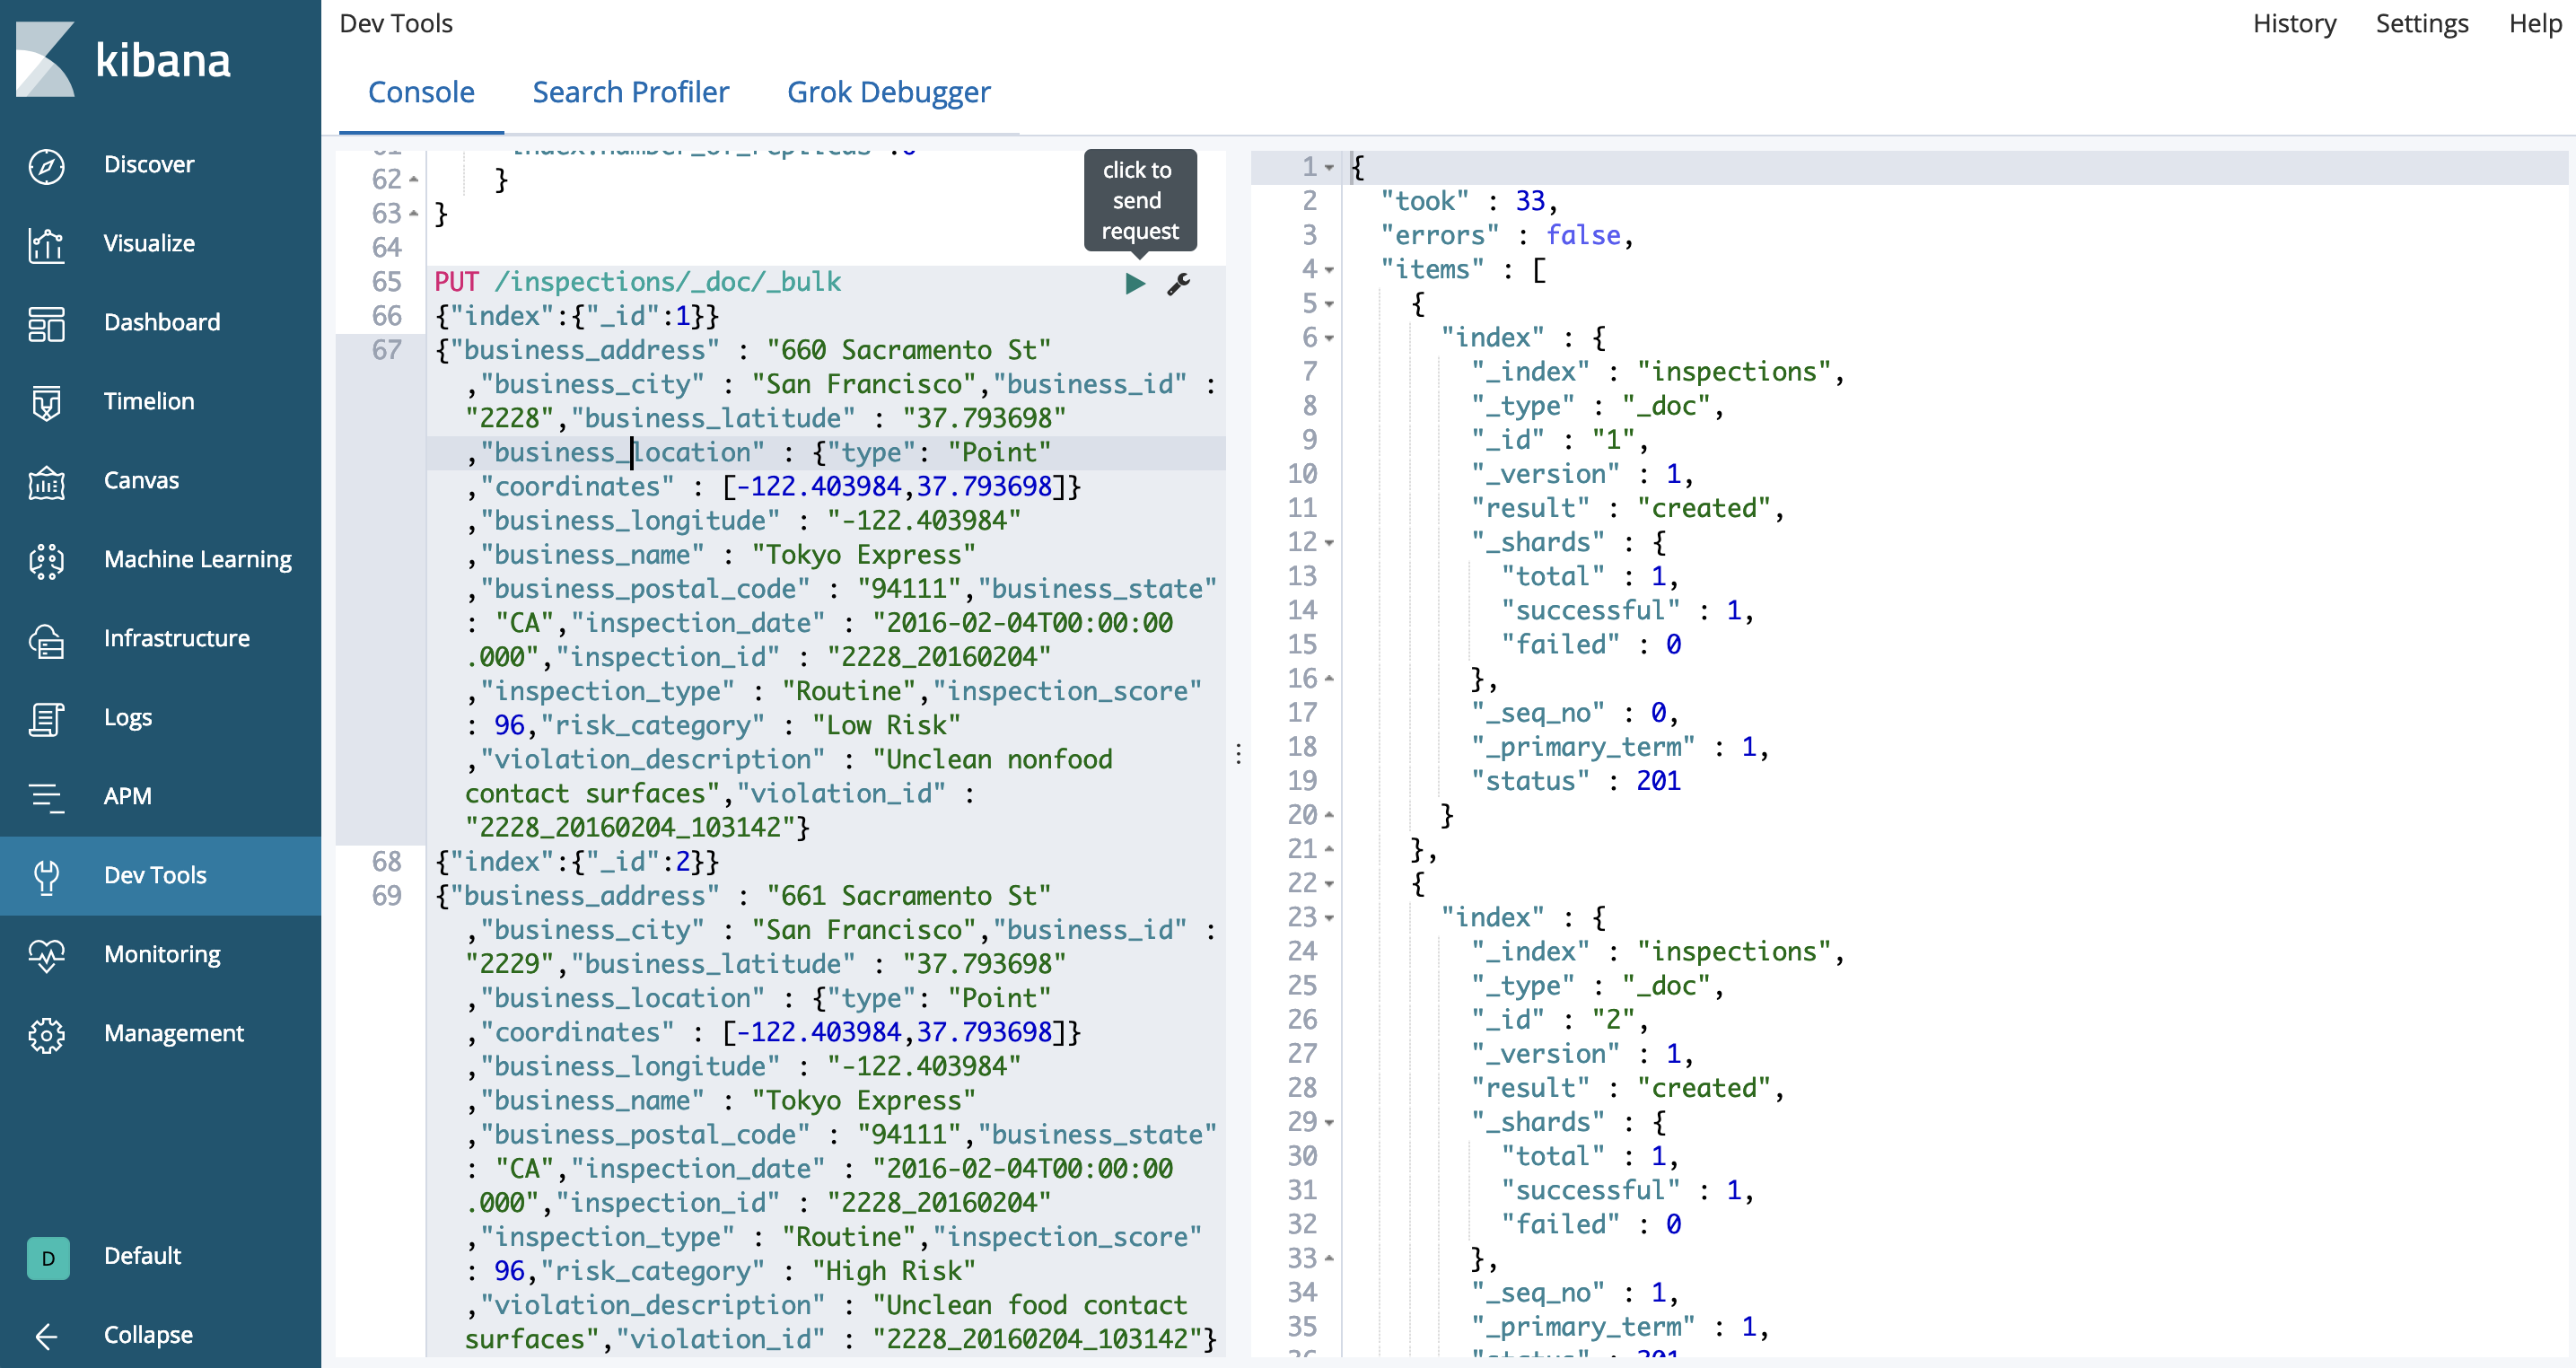 kibana
Discover
Visualize
Dashboard
Timelion
Canvas
Machine Learning
Infrastructure
Logs
APM
Dev Tools
Monitoring
Management
D Default
Collapse
Dev Tools
History Settings Help
Console Search Profiler Grok Debugger
click to
send
request
61 "index.number_of_replicas":0
62 }
63 }
64
65 PUT /inspections/_doc/_bulk
66 {"index":{"_id":1}}
67 {"business_address" : "660 Sacramento St"
,"business_city" : "San Francisco","business_id" :
"2228","business_latitude" : "37.793698"
,"business_location" : {"type": "Point"
,"coordinates" : [-122.403984,37.793698]}
,"business_longitude" : "-122.403984"
,"business_name" : "Tokyo Express"
,"business_postal_code" : "94111","business_state"
: "CA","inspection_date" : "2016-02-04T00:00:00
.000","inspection_id" : "2228_20160204"
,"inspection_type" : "Routine","inspection_score"
: 96,"risk_category" : "Low Risk"
,"violation_description" : "Unclean nonfood
contact surfaces","violation_id" :
"2228_20160204_103142"}
68 {"index":{"_id":2}}
69 {"business_address" : "661 Sacramento St"
,"business_city" : "San Francisco","business_id" :
"2229","business_latitude" : "37.793698"
,"business_location" : {"type": "Point"
,"coordinates" : [-122.403984,37.793698]}
,"business_longitude" : "-122.403984"
,"business_name" : "Tokyo Express"
,"business_postal_code" : "94111","business_state"
: "CA","inspection_date" : "2016-02-04T00:00:00
.000","inspection_id" : "2228_20160204"
,"inspection_type" : "Routine","inspection_score"
: 96,"risk_category" : "High Risk"
,"violation_description" : "Unclean food contact
surfaces","violation_id" : "2228_20160204_103142"}
1 {
2 "took" : 33,
3 "errors" : false,
4 "items" : [
5 {
6 "index" : {
7 "_index" : "inspections",
8 "_type" : "_doc",
9 "_id" : "1",
10 "_version" : 1,
11 "result" : "created",
12 "_shards" : {
13 "total" : 1,
14 "successful" : 1,
15 "failed" : 0
16 },
17 "_seq_no" : 0,
18 "_primary_term" : 1,
19 "status" : 201
20 }
21 },
22 {
23 "index" : {
24 "_index" : "inspections",
25 "_type" : "_doc",
26 "_id" : "2",
27 "_version" : 1,
28 "result" : "created",
29 "_shards" : {
30 "total" : 1,
31 "successful" : 1,
32 "failed" : 0
33 },
34 "_seq_no" : 1,
35 "_primary_term" : 1,
36 "status" : 201